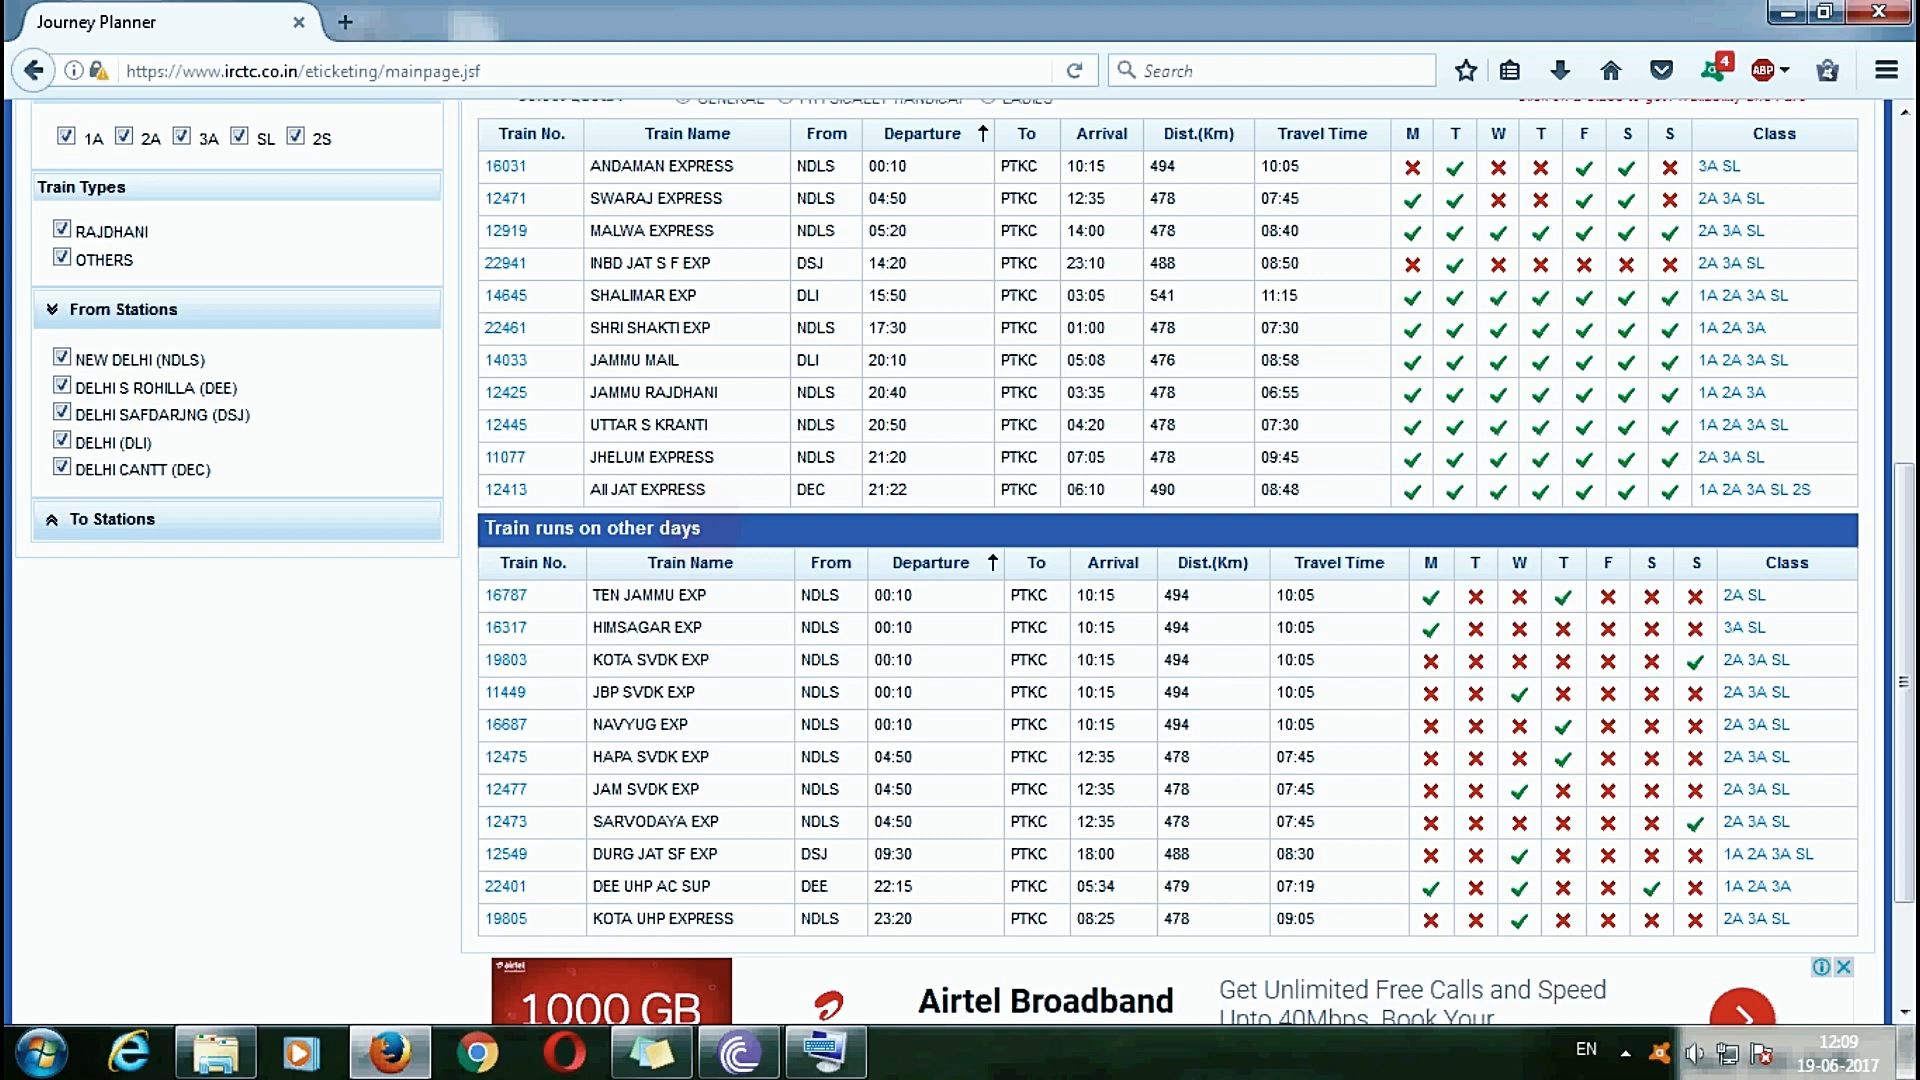 Journey Planner
https://www.irctc.co.in/eticketing/mainpage.jsf
Search
4
ABP
1A 2A 3A SL 2S
Train Types
RAJDHANI
OTHERS
From Stations
NEW DELHI (NDLS)
DELHI S ROHILLA (DEE)
DELHI SAFDARJNG (DSJ)
DELHI (DLI)
DELHI CANTT (DEC)
To Stations
GENERAL PHYSICALLY HANDICAP LADIES
Train No. Train Name From Departure To Arrival Dist.(Km) Travel Time M T W T F S S Class
16031 ANDAMAN EXPRESS NDLS 00:10 PTKC 10:15 494 10:05 3A SL
12471 SWARAJ EXPRESS NDLS 04:50 PTKC 12:35 478 07:45 2A 3A SL
12919 MALWA EXPRESS NDLS 05:20 PTKC 14:00 478 08:40 2A 3A SL
22941 INBD JAT S F EXP DSJ 14:20 PTKC 23:10 488 08:50 2A 3A SL
14645 SHALIMAR EXP DLI 15:50 PTKC 03:05 541 11:15 1A 2A 3A SL
22461 SHRI SHAKTI EXP NDLS 17:30 PTKC 01:00 478 07:30 1A 2A 3A
14033 JAMMU MAIL DLI 20:10 PTKC 05:08 476 08:58 1A 2A 3A SL
12425 JAMMU RAJDHANI NDLS 20:40 PTKC 03:35 478 06:55 1A 2A 3A
12445 UTTAR S KRANTI NDLS 20:50 PTKC 04:20 478 07:30 1A 2A 3A SL
11077 JHELUM EXPRESS NDLS 21:20 PTKC 07:05 478 09:45 2A 3A SL
12413 AII JAT EXPRESS DEC 21:22 PTKC 06:10 490 08:48 1A 2A 3A SL 2S
Train runs on other days
Train No. Train Name From Departure To Arrival Dist.(Km) Travel Time M T W T F S S Class
16787 TEN JAMMU EXP NDLS 00:10 PTKC 10:15 494 10:05 2A SL
16317 HIMSAGAR EXP NDLS 00:10 PTKC 10:15 494 10:05 3A SL
19803 KOTA SVDK EXP NDLS 00:10 PTKC 10:15 494 10:05 2A 3A SL
11449 JBP SVDK EXP NDLS 00:10 PTKC 10:15 494 10:05 2A 3A SL
16687 NAVYUG EXP NDLS 00:10 PTKC 10:15 494 10:05 2A 3A SL
12475 HAPA SVDK EXP NDLS 04:50 PTKC 12:35 478 07:45 2A 3A SL
12477 JAM SVDK EXP NDLS 04:50 PTKC 12:35 478 07:45 2A 3A SL
12473 SARVODAYA EXP NDLS 04:50 PTKC 12:35 478 07:45 2A 3A SL
12549 DURG JAT SF EXP DSJ 09:30 PTKC 18:00 488 08:30 1A 2A 3A SL
22401 DEE UHP AC SUP DEE 22:15 PTKC 05:34 479 07:19 1A 2A 3A
19805 KOTA UHP EXPRESS NDLS 23:20 PTKC 08:25 478 09:05 2A 3A SL
airtel
1000 GB
Airtel Broadband
Get Unlimited Free Calls and Speed
Upto 40Mbps. Book Your
EN
12:09
19-06-2017